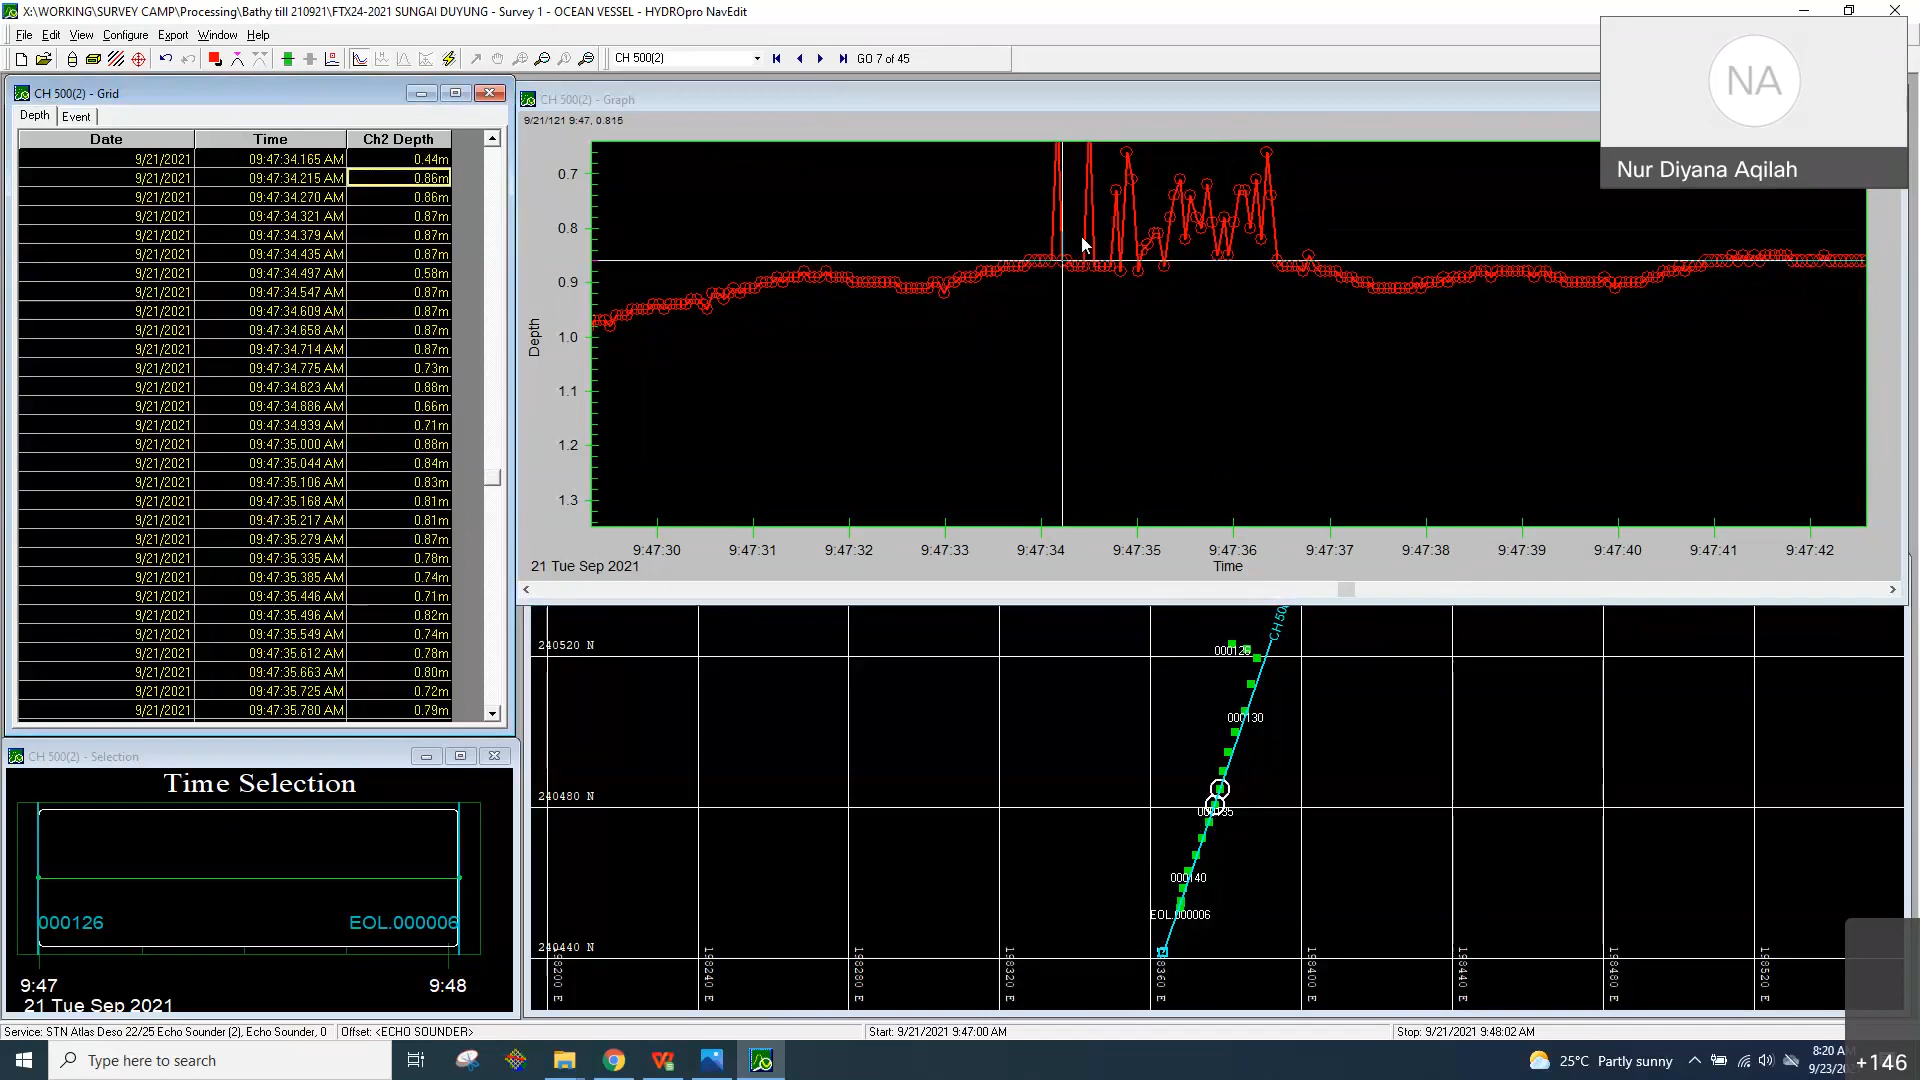 X:\WORKING\SURVEY CAMP\Processing\Bathy till 210921\FTX24-2021 SUNGAI DUYUNG - Survey 1 - OCEAN VESSEL - HYDROpro NavEdit
File Edit View Configure Export Window Help
CH 500(2) GO 7 of 45
CH 500(2) - Grid
Depth Event
Date Time Ch2 Depth
9/21/2021 09:47:34.165 AM 0.44m
9/21/2021 09:47:34.215 AM 0.86m
9/21/2021 09:47:34.270 AM 0.86m
9/21/2021 09:47:34.321 AM 0.87m
9/21/2021 09:47:34.379 AM 0.87m
9/21/2021 09:47:34.435 AM 0.87m
9/21/2021 09:47:34.497 AM 0.58m
9/21/2021 09:47:34.547 AM 0.87m
9/21/2021 09:47:34.609 AM 0.87m
9/21/2021 09:47:34.658 AM 0.87m
9/21/2021 09:47:34.714 AM 0.87m
9/21/2021 09:47:34.775 AM 0.73m
9/21/2021 09:47:34.823 AM 0.88m
9/21/2021 09:47:34.886 AM 0.66m
9/21/2021 09:47:34.939 AM 0.71m
9/21/2021 09:47:35.000 AM 0.88m
9/21/2021 09:47:35.044 AM 0.84m
9/21/2021 09:47:35.106 AM 0.83m
9/21/2021 09:47:35.168 AM 0.81m
9/21/2021 09:47:35.217 AM 0.81m
9/21/2021 09:47:35.279 AM 0.87m
9/21/2021 09:47:35.335 AM 0.78m
9/21/2021 09:47:35.385 AM 0.74m
9/21/2021 09:47:35.446 AM 0.71m
9/21/2021 09:47:35.496 AM 0.82m
9/21/2021 09:47:35.549 AM 0.74m
9/21/2021 09:47:35.612 AM 0.78m
9/21/2021 09:47:35.663 AM 0.80m
9/21/2021 09:47:35.725 AM 0.72m
9/21/2021 09:47:35.780 AM 0.79m
CH 500(2) - Graph
9/21/121 9:47, 0.815
0.7
0.8
0.9
1.0
1.1
1.2
1.3
Depth
9:47:30 9:47:31 9:47:32 9:47:33 9:47:34 9:47:35 9:47:36 9:47:37 9:47:38 9:47:39 9:47:40 9:47:41 9:47:42
21 Tue Sep 2021
Time
NA
Nur Diyana Aqilah
CH 500(2) - Selection
Time Selection
000126 EOL.000006
9:47 9:48
21 Tue Sep 2021
CH 500
240520 N
000126
000130
240480 N
000135
000140
EOL.000006
240440 N
198200 E
198240 E
198280 E
198320 E
198360 E
198400 E
198440 E
198480 E
198520 E
Service: STN Atlas Deso 22/25 Echo Sounder (2), Echo Sounder, 0 Offset: <ECHO SOUNDER> Start: 9/21/2021 9:47:00 AM Stop: 9/21/2021 9:48:02 AM
Type here to search
25°C Partly sunny
8:20
+146